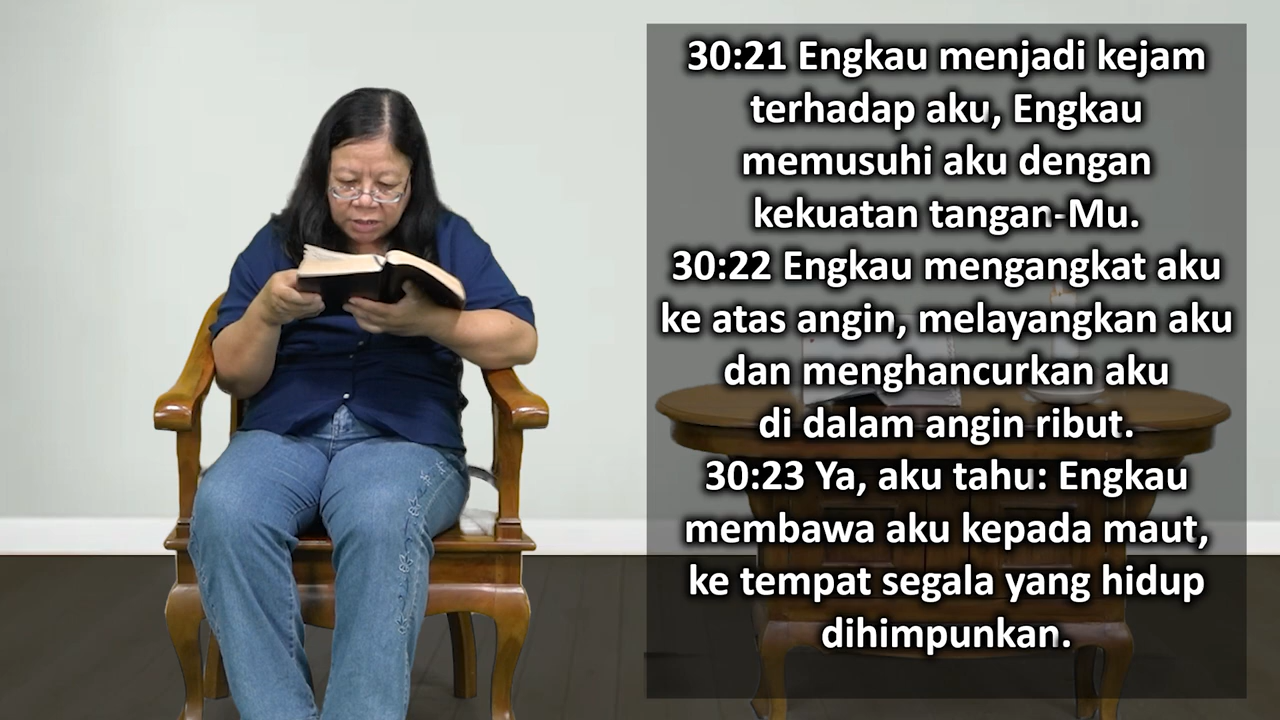 30:21 Engkau menjadi kejam
terhadap aku, Engkau
memusuhi aku dengan
kekuatan tangan-Mu.
30:22 Engkau mengangkat aku
ke atas angin, melayangkan aku
dan menghancurkan aku
di dalam angin ribut.
30:23 Ya, aku tahu: Engkau
membawa aku kepada maut,
ke tempat segala yang hidup
dihimpunkan.